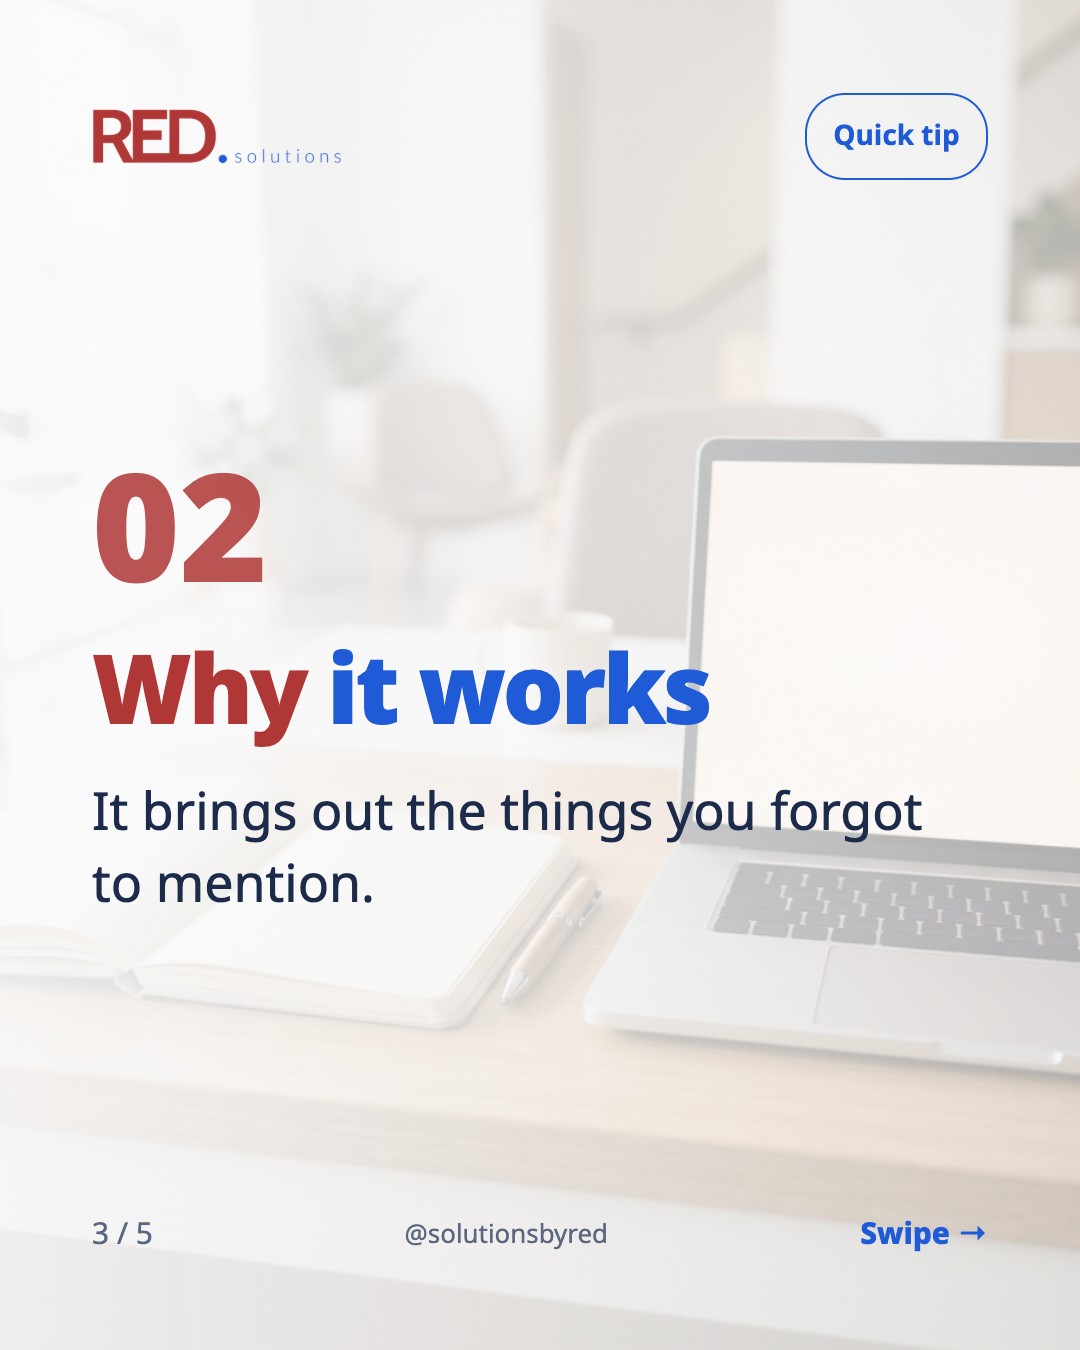 RED.solutions
Quick tip
02
Why it works
It brings out the things you forgot
to mention.
3 / 5
@solutionsbyred
Swipe →